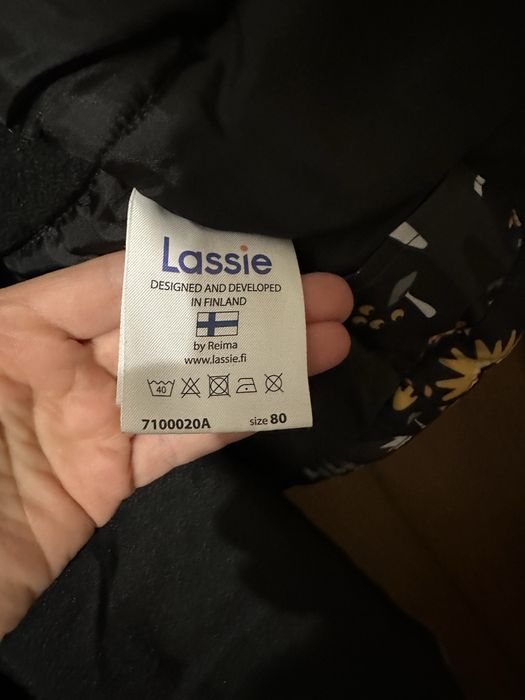 Lassie
DESIGNED AND DEVELOPED
IN FINLAND
by Reima
www.lassie.fi
40
7100020A size 80